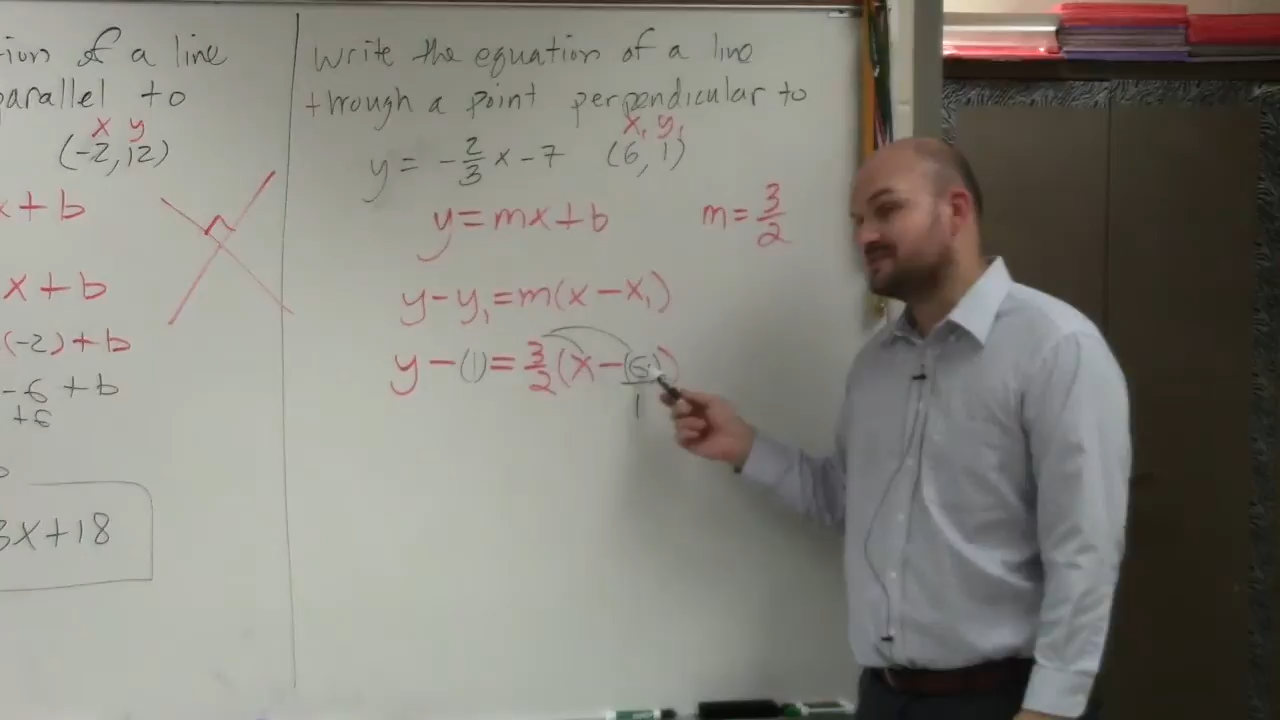 ion of a line
parallel to
x y
(-2, 12)
x + b
x + b
(-2) + b
-6 + b
+6
3x + 18
Write the equation of a line
through a point perpendicular to
x₁ y₁
y = -2/3 x - 7 (6, 1)
y = mx + b m = 3/2
y - y₁ = m(x - x₁)
y - (1) = 3/2 (x - (6))
1